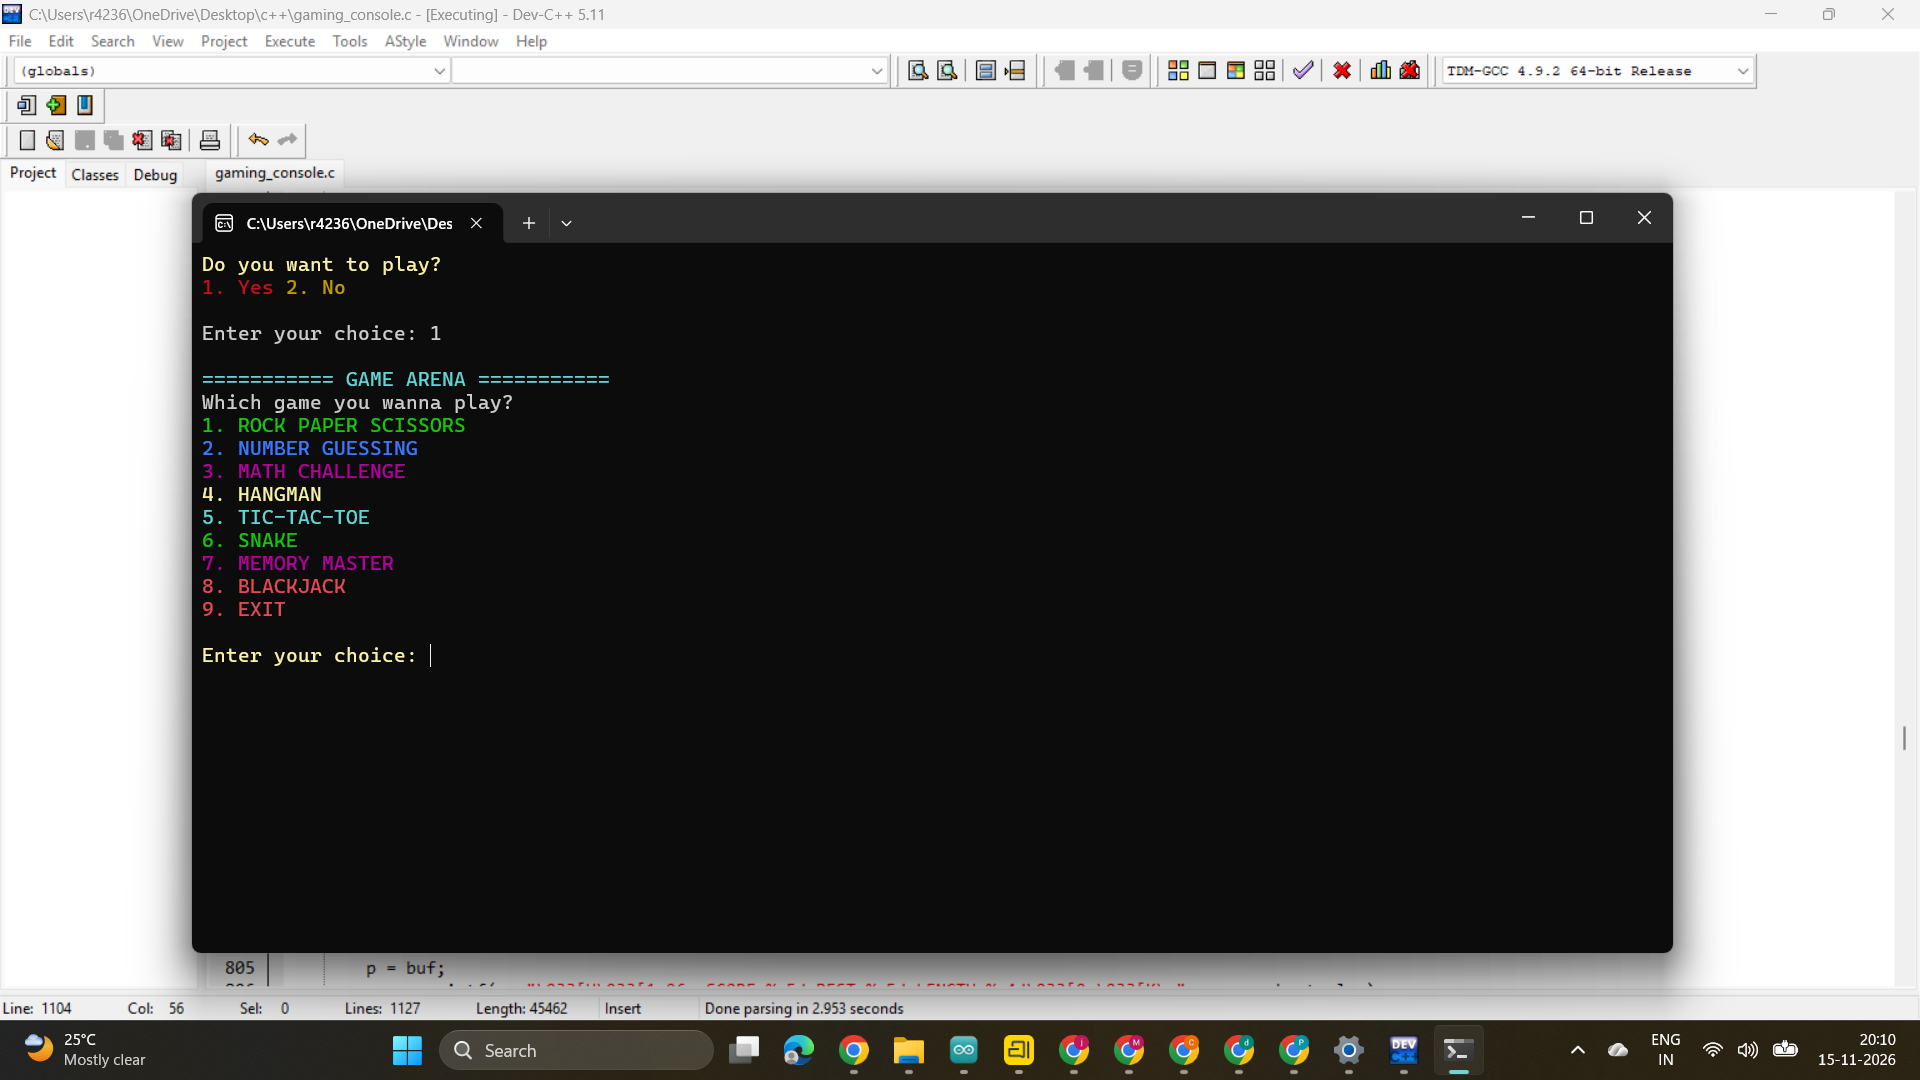 C:\Users\r4236\OneDrive\Desktop\c++\gaming_console.c - [Executing] - Dev-C++ 5.11
File Edit Search View Project Execute Tools AStyle Window Help
(globals)
TDM-GCC 4.9.2 64-bit Release
Project Classes Debug gaming_console.c
C:\Users\r4236\OneDrive\Des
Do you want to play?
1. Yes 2. No
Enter your choice: 1
=========== GAME ARENA ===========
Which game you wanna play?
1. ROCK PAPER SCISSORS
2. NUMBER GUESSING
3. MATH CHALLENGE
4. HANGMAN
5. TIC-TAC-TOE
6. SNAKE
7. MEMORY MASTER
8. BLACKJACK
9. EXIT
Enter your choice:
805 p = buf;
Line: 1104 Col: 56 Sel: 0 Lines: 1127 Length: 45462 Insert Done parsing in 2.953 seconds
25°C
Mostly clear
Search
DEV
C++
ENG
IN
20:10
15-11-2026